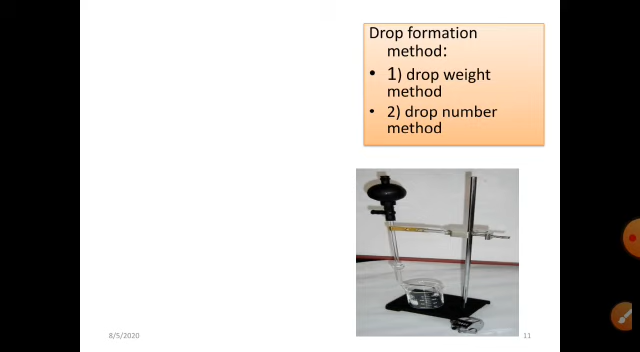 Drop formation
method:
• 1) drop weight
method
• 2) drop number
method
8/5/2020
11